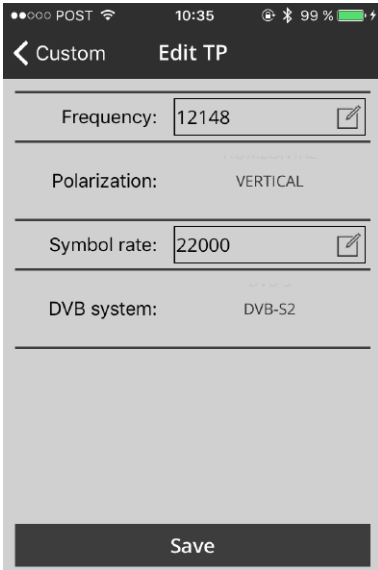 POST 10:35 99 %
Custom Edit TP
Frequency: 12148
Polarization: VERTICAL
Symbol rate: 22000
DVB-S
DVB system: DVB-S2
Save